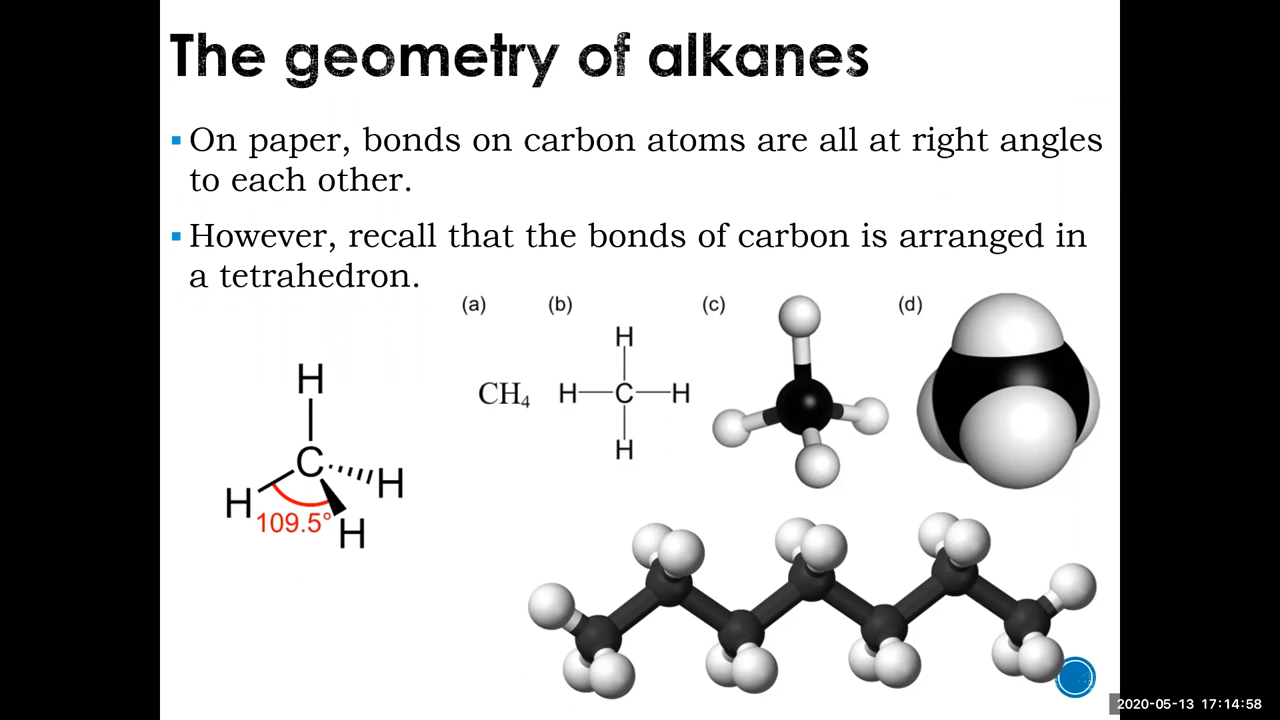 The geometry of alkanes
▪ On paper, bonds on carbon atoms are all at right angles
to each other.
▪ However, recall that the bonds of carbon is arranged in
a tetrahedron.
(a) (b) (c) (d)
H
C
H
H
H
109.5°
CH₄
H
H—C—H
H
2020-05-13 17:14:58